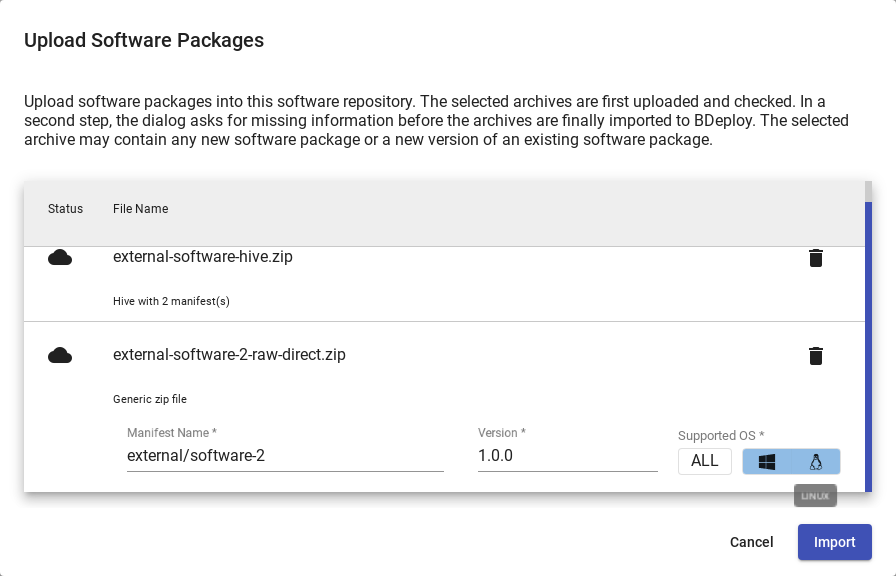 Upload Software Packages
Upload software packages into this software repository. The selected archives are first uploaded and checked. In a
second step, the dialog asks for missing information before the archives are finally imported to BDeploy. The selected
archive may contain any new software package or a new version of an existing software package.
Status File Name
external-software-hive.zip
Hive with 2 manifest(s)
external-software-2-raw-direct.zip
Generic zip file
Manifest Name * Version * Supported OS *
external/software-2 1.0.0 ALL
LINUX
Cancel Import